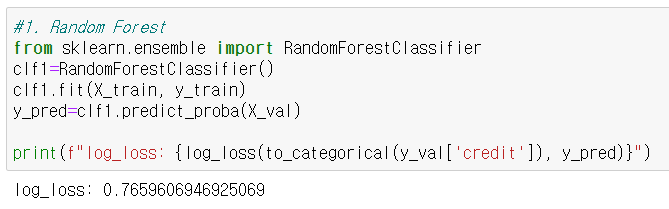 #1. Random Forest
from sklearn.ensemble import RandomForestClassifier
clf1=RandomForestClassifier()
clf1.fit(X_train, y_train)
y_pred=clf1.predict_proba(X_val)
print(f"log_loss: {log_loss(to_categorical(y_val['credit']), y_pred)}")
log_loss: 0.7659606946925069